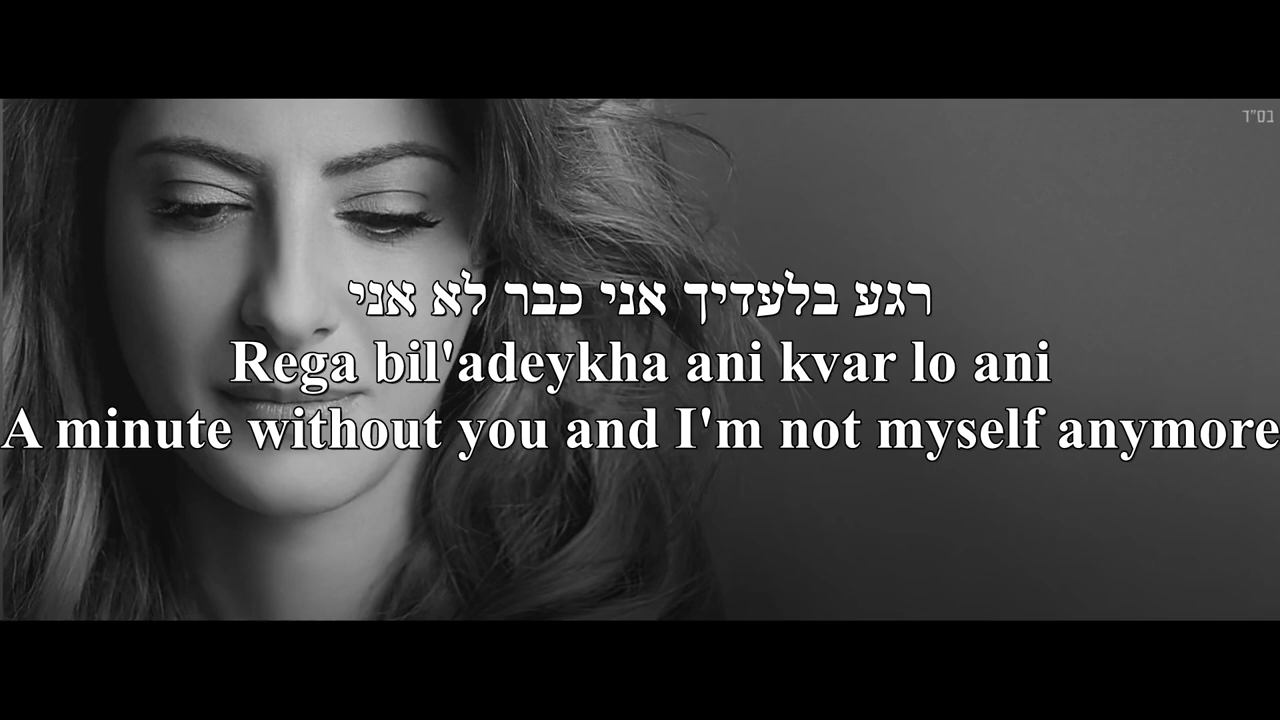 בס"ד
רגע בלעדיך אני כבר לא אני
Rega bil'adeykha ani kvar lo ani
A minute without you and I'm not myself anymore